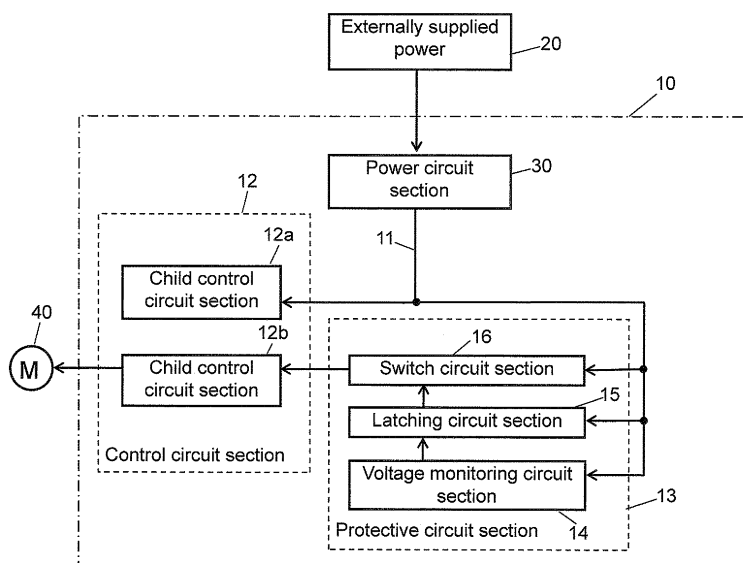 Externally supplied
power
20
10
Power circuit
section
30
12
11
12a
Child control
circuit section
40
M
12b
Child control
circuit section
16
Switch circuit section
15
Latching circuit section
Control circuit section
Voltage monitoring circuit
section
13
14
Protective circuit section